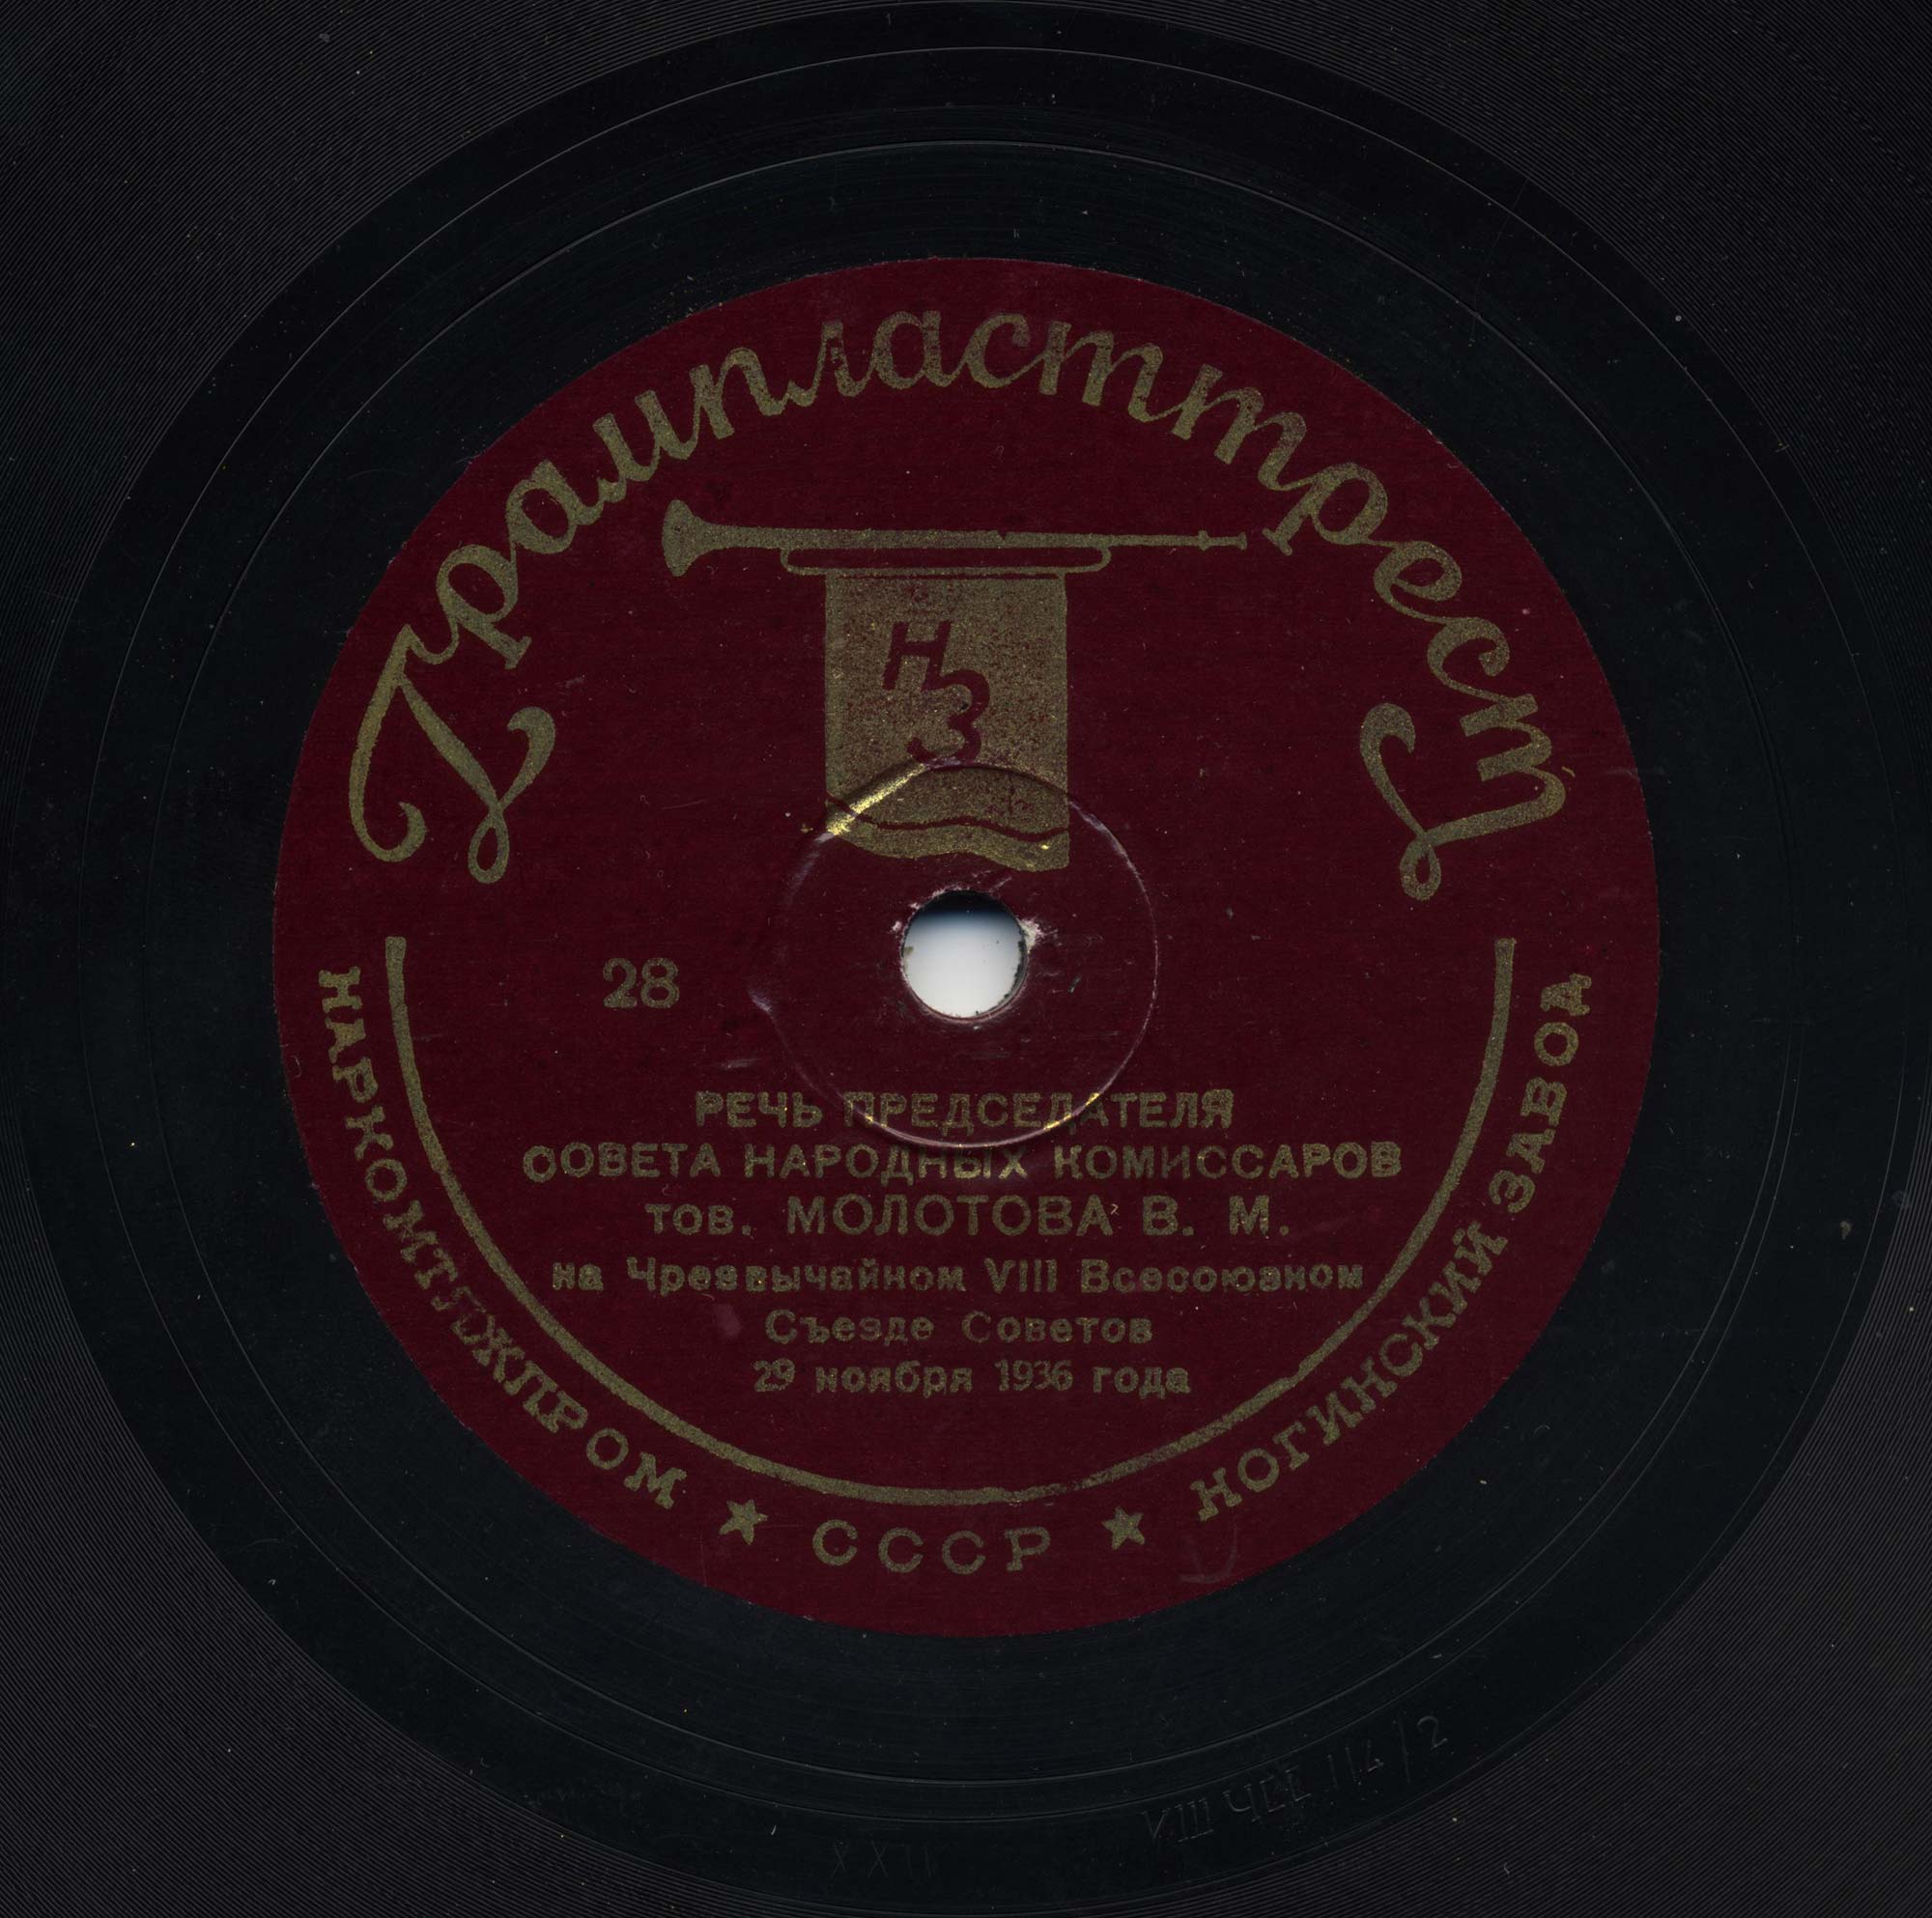 Грампласттрест
НЗ
28
РЕЧЬ ПРЕДСЕДАТЕЛЯ
СОВЕТА НАРОДНЫХ КОМИССАРОВ
тов. МОЛОТОВА В. М.
на Чрезвычайном VIII Всесоюзном
Съезде Советов
29 ноября 1936 года
НАРКОМТЯЖПРОМ ★ СССР ★ НОГИНСКИЙ ЗАВОД